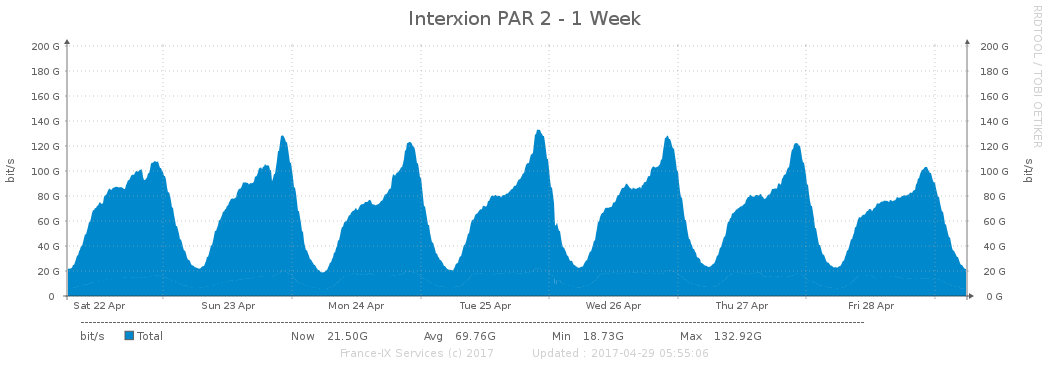 Interxion PAR 2 - 1 Week
RRDTOOL / TOBI OETIKER
200 G 200 G
180 G 180 G
160 G 160 G
140 G 140 G
120 G 120 G
100 G 100 G
80 G 80 G
60 G 60 G
40 G 40 G
20 G 20 G
0 0 G
bit/s
bit/s
Sat 22 Apr Sun 23 Apr Mon 24 Apr Tue 25 Apr Wed 26 Apr Thu 27 Apr Fri 28 Apr
bit/s Total Now 21.50G Avg 69.76G Min 18.73G Max 132.92G
France-IX Services (c) 2017 Updated : 2017-04-29 05:55:06